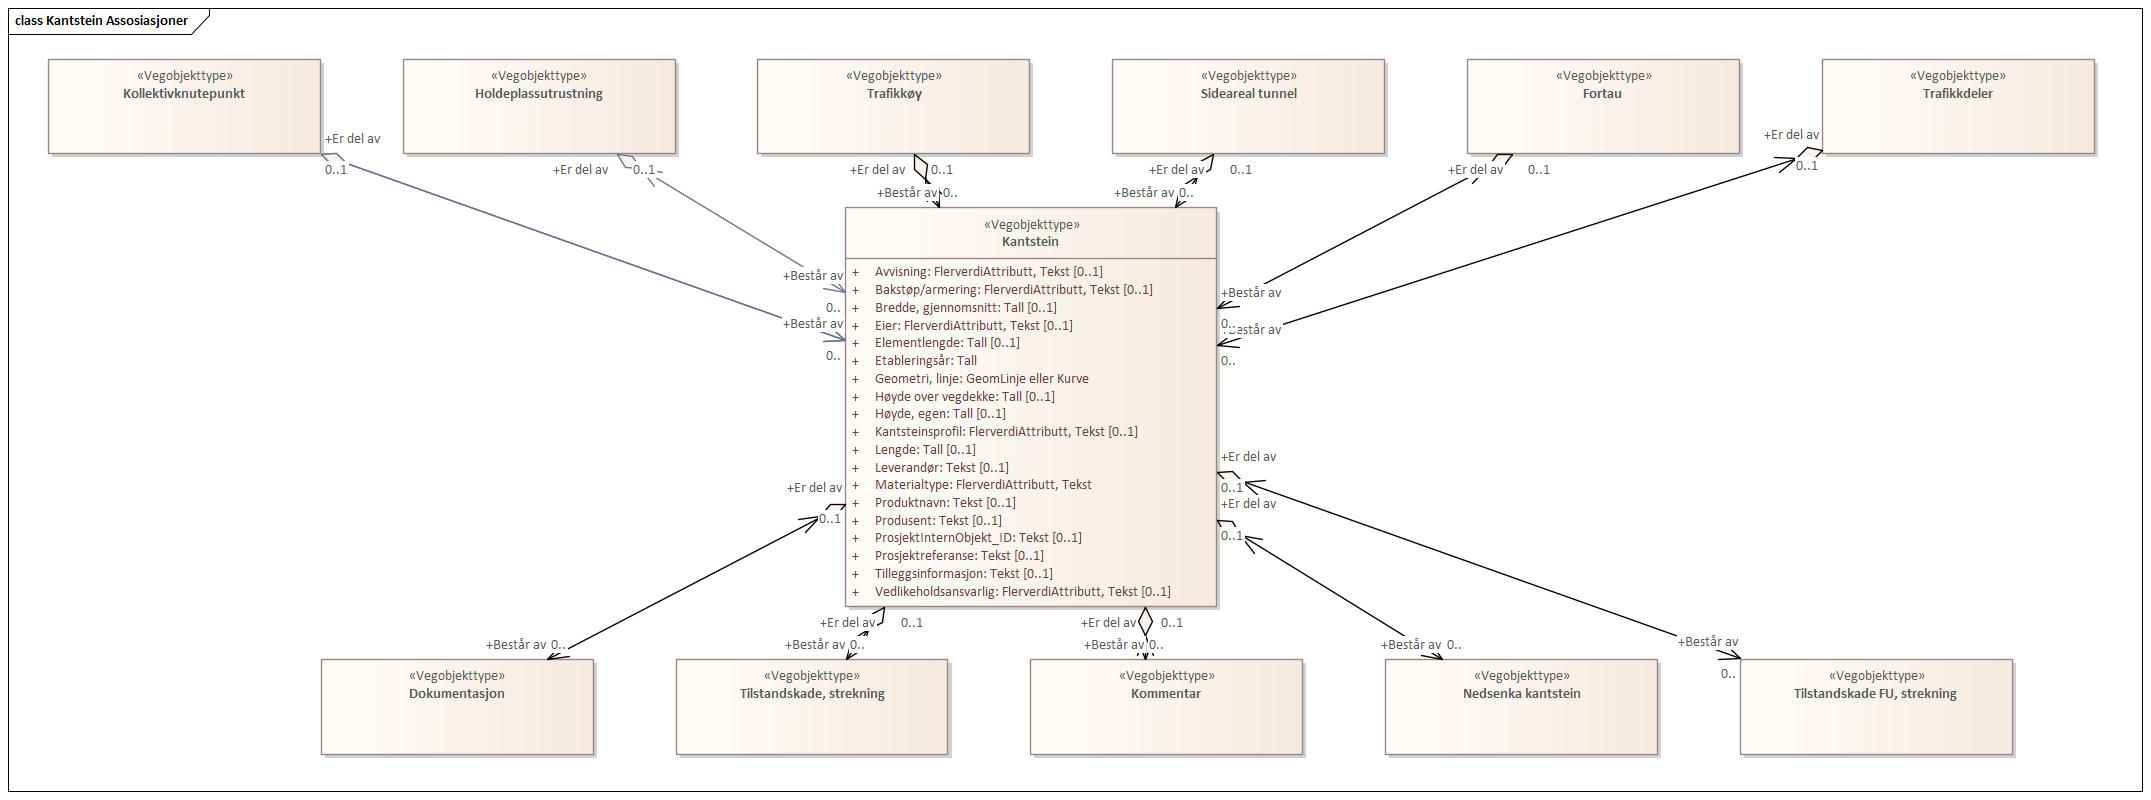 class Kantstein Assosiasjoner
«Vegobjekttype»
Kollektivknutepunkt
«Vegobjekttype»
Holdeplassutrustning
«Vegobjekttype»
Trafikkøy
«Vegobjekttype»
Sideareal tunnel
«Vegobjekttype»
Fortau
«Vegobjekttype»
Trafikkdeler
+Er del av
0..1
+Er del av
0..1
+Er del av
0..1
+Er del av
0..1
+Er del av
0..1
+Er del av
0..1
+Består av 0..
+Består av 0..
+Består av
0..
+Består av
0..
+Består av
0..
0..
«Vegobjekttype»
Kantstein
+ Avvisning: FlerverdiAttributt, Tekst [0..1]
+ Bakstøp/armering: FlerverdiAttributt, Tekst [0..1]
+ Bredde, gjennomsnitt: Tall [0..1]
+ Eier: FlerverdiAttributt, Tekst [0..1]
+ Elementlengde: Tall [0..1]
+ Etableringsår: Tall
+ Geometri, linje: GeomLinje eller Kurve
+ Høyde over vegdekke: Tall [0..1]
+ Høyde, egen: Tall [0..1]
+ Kantsteinsprofil: FlerverdiAttributt, Tekst [0..1]
+ Lengde: Tall [0..1]
+ Leverandør: Tekst [0..1]
+ Materialtype: FlerverdiAttributt, Tekst
+ Produktnavn: Tekst [0..1]
+ Produsent: Tekst [0..1]
+ ProsjektInternObjekt_ID: Tekst [0..1]
+ Prosjektreferanse: Tekst [0..1]
+ Tilleggsinformasjon: Tekst [0..1]
+ Vedlikeholdsansvarlig: FlerverdiAttributt, Tekst [0..1]
+Er del av
0..1
+Er del av
0..1
+Er del av
0..1
+Er del av
0..1
+Er del av
0..1
+Består av 0..
+Består av 0..
+Består av 0..
+Består av 0..
+Består av
0..
«Vegobjekttype»
Dokumentasjon
«Vegobjekttype»
Tilstandskade, strekning
«Vegobjekttype»
Kommentar
«Vegobjekttype»
Nedsenka kantstein
«Vegobjekttype»
Tilstandskade FU, strekning